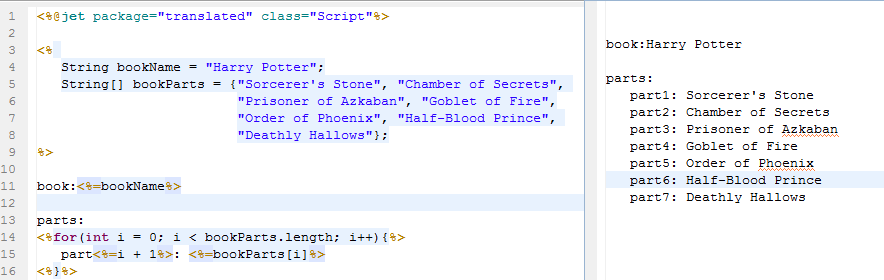 1 <%@jet package="translated" class="Script"%>
2
3 <%
4 String bookName = "Harry Potter";
5 String[] bookParts = {"Sorcerer's Stone", "Chamber of Secrets",
6 "Prisoner of Azkaban", "Goblet of Fire",
7 "Order of Phoenix", "Half-Blood Prince",
8 "Deathly Hallows"};
9 %>
10
11 book:<%=bookName%>
12
13 parts:
14 <%for(int i = 0; i < bookParts.length; i++){%>
15 part<%=i + 1%>: <%=bookParts[i]%>
16 <%}%>
book:Harry Potter
parts:
part1: Sorcerer's Stone
part2: Chamber of Secrets
part3: Prisoner of Azkaban
part4: Goblet of Fire
part5: Order of Phoenix
part6: Half-Blood Prince
part7: Deathly Hallows